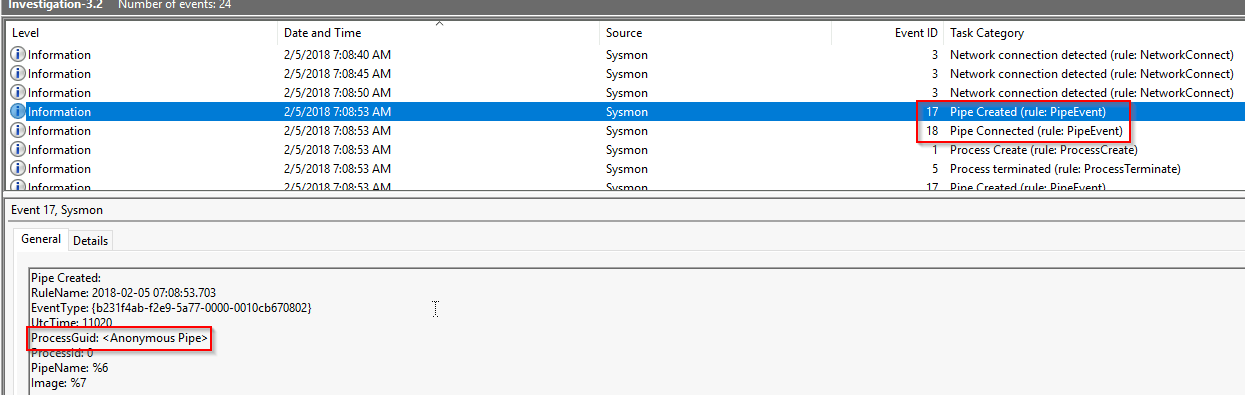 Investigation-3.2 Number of events: 24
Level Date and Time Source Event ID Task Category
Information 2/5/2018 7:08:40 AM Sysmon 3 Network connection detected (rule: NetworkConnect)
Information 2/5/2018 7:08:45 AM Sysmon 3 Network connection detected (rule: NetworkConnect)
Information 2/5/2018 7:08:50 AM Sysmon 3 Network connection detected (rule: NetworkConnect)
Information 2/5/2018 7:08:53 AM Sysmon 17 Pipe Created (rule: PipeEvent)
Information 2/5/2018 7:08:53 AM Sysmon 18 Pipe Connected (rule: PipeEvent)
Information 2/5/2018 7:08:53 AM Sysmon 1 Process Create (rule: ProcessCreate)
Information 2/5/2018 7:08:53 AM Sysmon 5 Process terminated (rule: ProcessTerminate)
Information 2/5/2018 7:08:53 AM Sysmon 17 Pipe Created (rule: PipeEvent)
Event 17, Sysmon
General Details
Pipe Created:
RuleName: 2018-02-05 07:08:53.703
EventType: {b231f4ab-f2e9-5a77-0000-0010cb670802}
UtcTime: 11020
ProcessGuid: <Anonymous Pipe>
ProcessId: 0
PipeName: %6
Image: %7